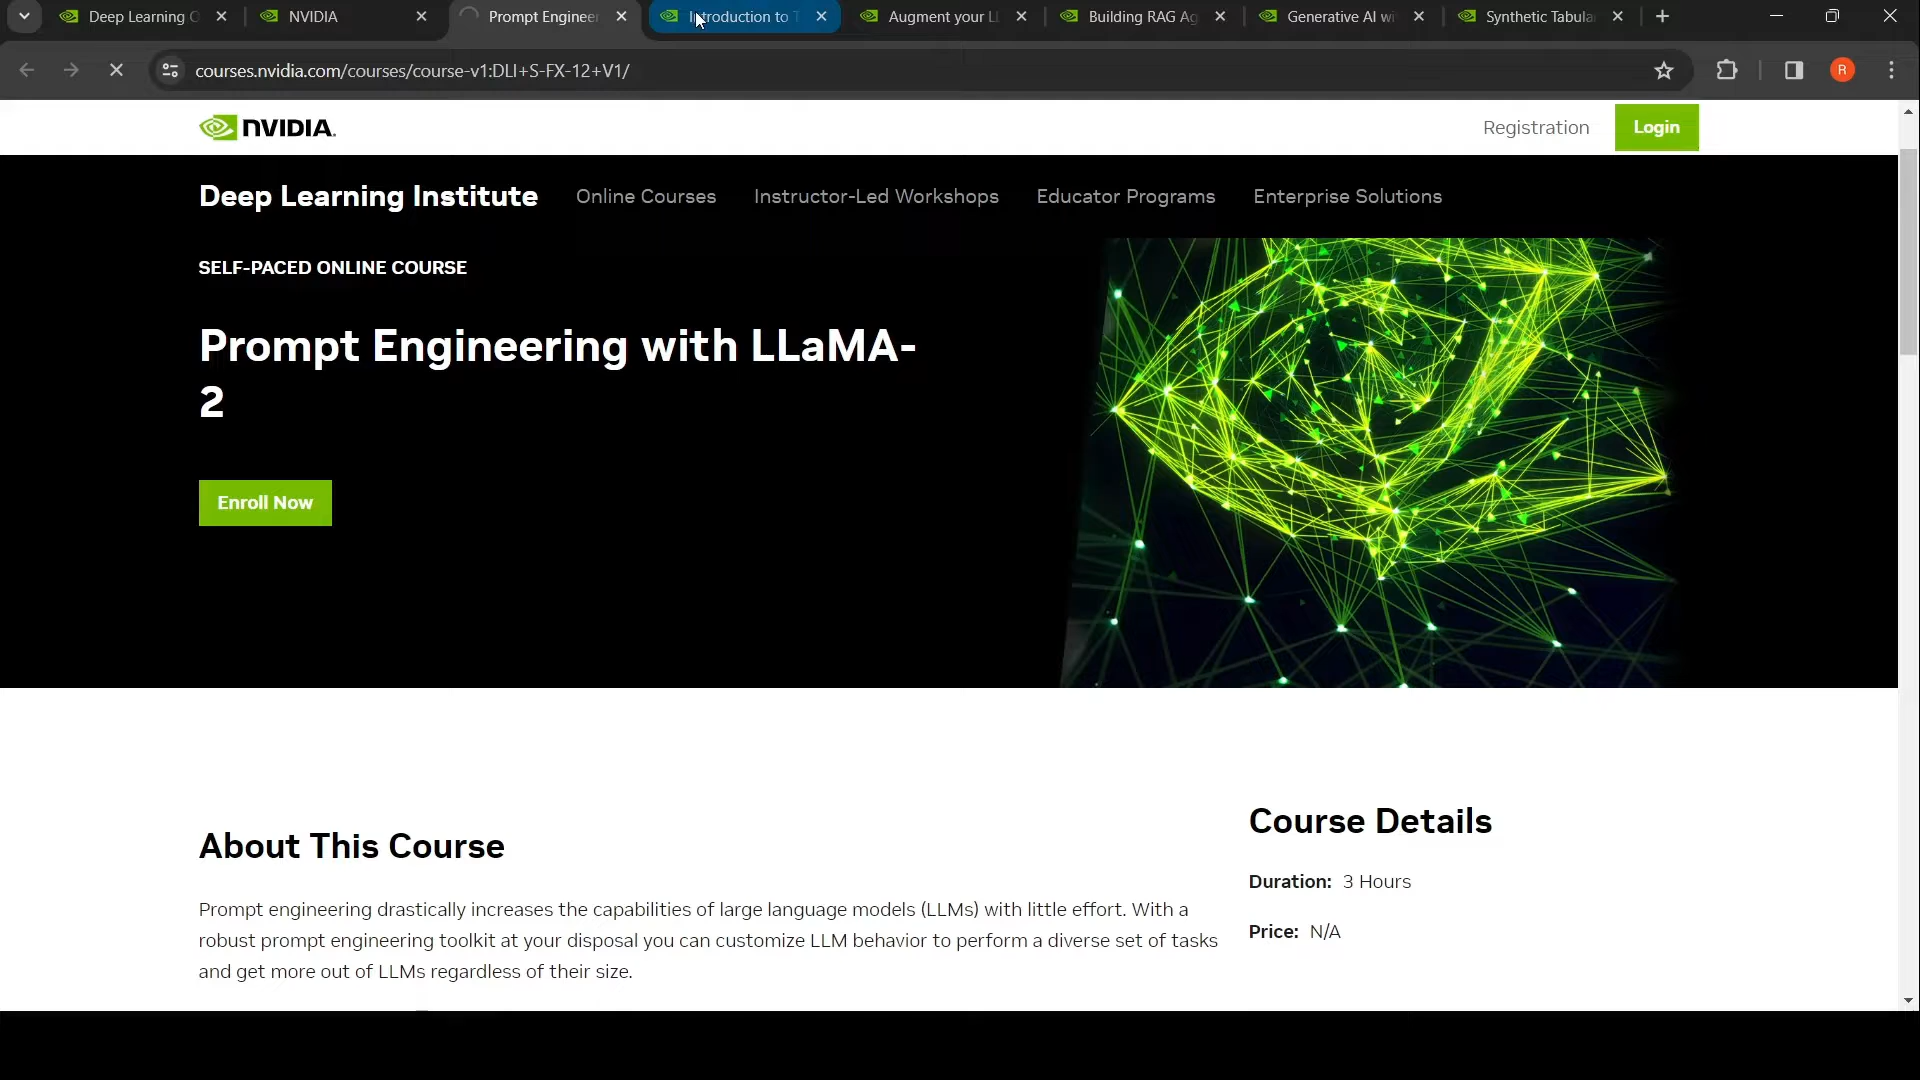 Deep Learning
NVIDIA
Prompt Enginee
Introduction to T
Augment your LL
Building RAG Ag
Generative AI wi
Synthetic Tabula
courses.nvidia.com/courses/course-v1:DLI+S-FX-12+V1/
R
NVIDIA.
Registration
Login
Deep Learning Institute
Online Courses
Instructor-Led Workshops
Educator Programs
Enterprise Solutions
SELF-PACED ONLINE COURSE
Prompt Engineering with LLaMA-
2
Enroll Now
About This Course
Prompt engineering drastically increases the capabilities of large language models (LLMs) with little effort. With a
robust prompt engineering toolkit at your disposal you can customize LLM behavior to perform a diverse set of tasks
and get more out of LLMs regardless of their size.
Course Details
Duration: 3 Hours
Price: N/A